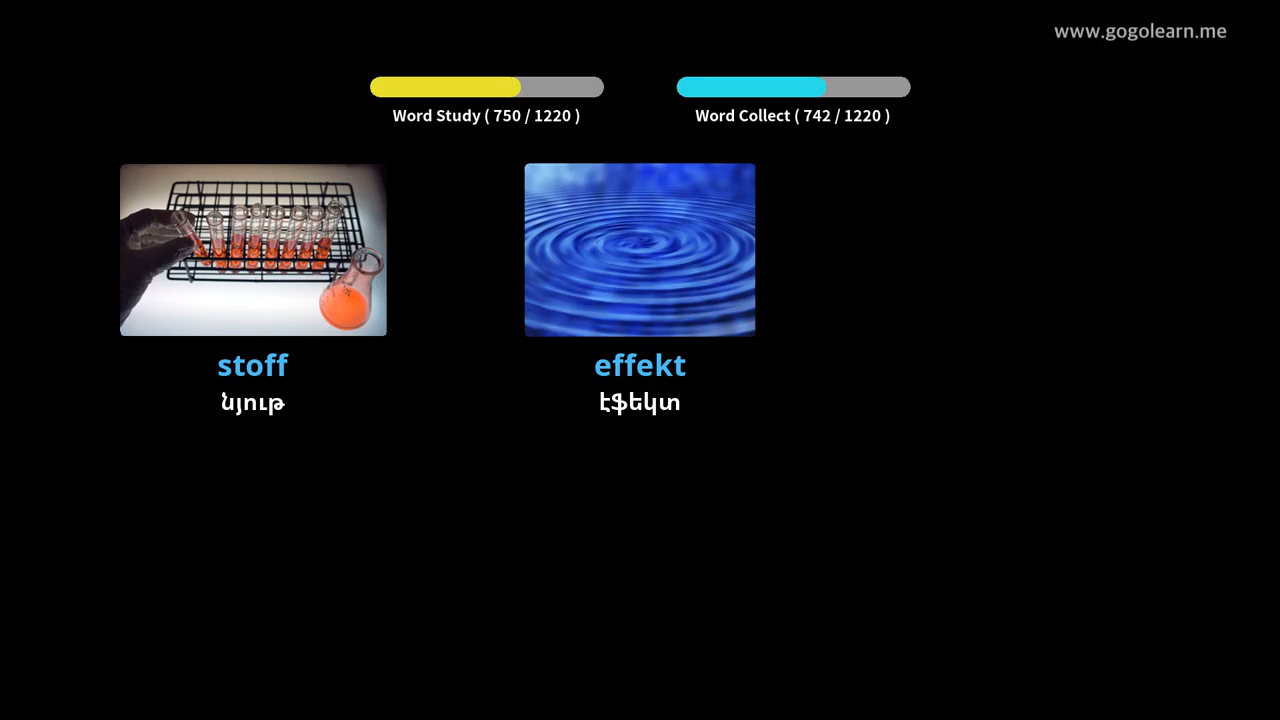 www.gogolearn.me
Word Study ( 750 / 1220 )
Word Collect ( 742 / 1220 )
stoff
նյութ
effekt
էֆեկտ